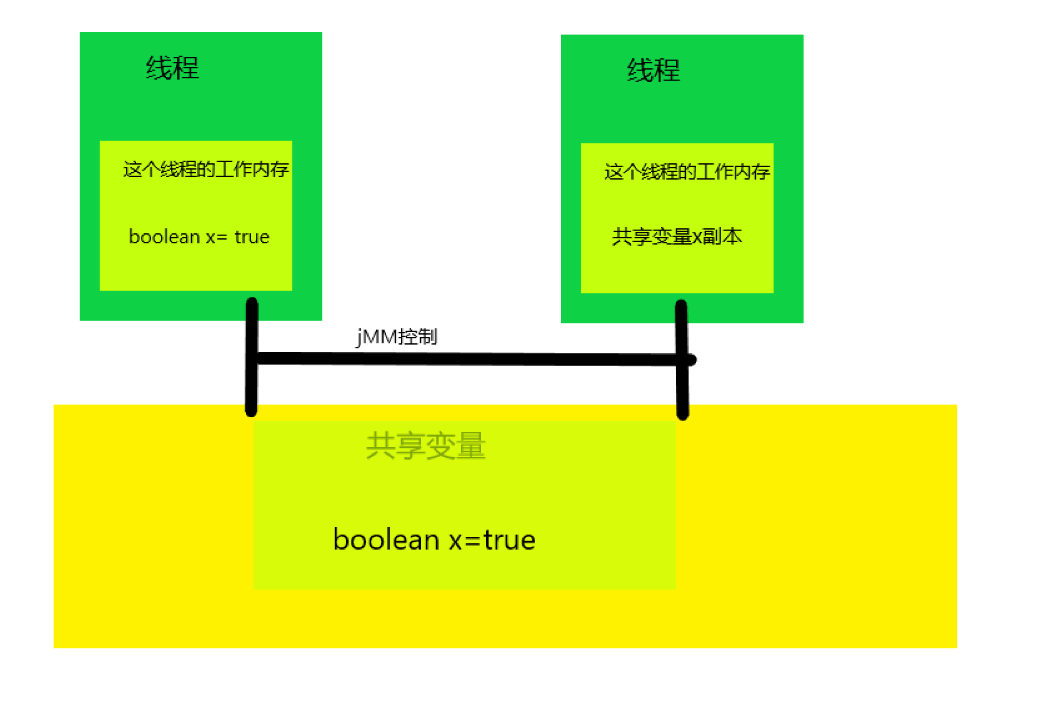 线程
这个线程的工作内存
boolean x= true
线程
这个线程的工作内存
共享变量x副本
jMM控制
共享变量
boolean x=true